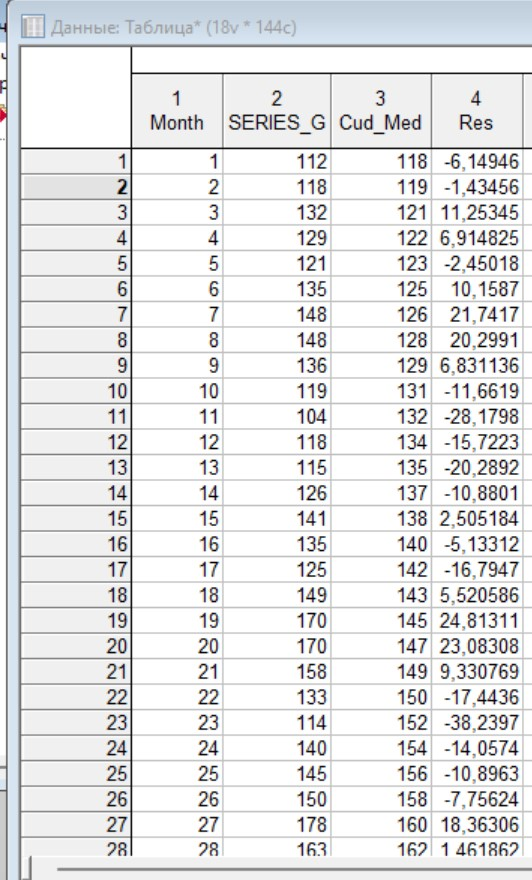 Данные: Таблица* (18v * 144c)
1 2 3 4
Month SERIES_G Cud_Med Res
1 1 112 118 -6,14946
2 2 118 119 -1,43456
3 3 132 121 11,25345
4 4 129 122 6,914825
5 5 121 123 -2,45018
6 6 135 125 10,1587
7 7 148 126 21,7417
8 8 148 128 20,2991
9 9 136 129 6,831136
10 10 119 131 -11,6619
11 11 104 132 -28,1798
12 12 118 134 -15,7223
13 13 115 135 -20,2892
14 14 126 137 -10,8801
15 15 141 138 2,505184
16 16 135 140 -5,13312
17 17 125 142 -16,7947
18 18 149 143 5,520586
19 19 170 145 24,81311
20 20 170 147 23,08308
21 21 158 149 9,330769
22 22 133 150 -17,4436
23 23 114 152 -38,2397
24 24 140 154 -14,0574
25 25 145 156 -10,8963
26 26 150 158 -7,75624
27 27 178 160 18,36306
28 28 163 162 1,461862